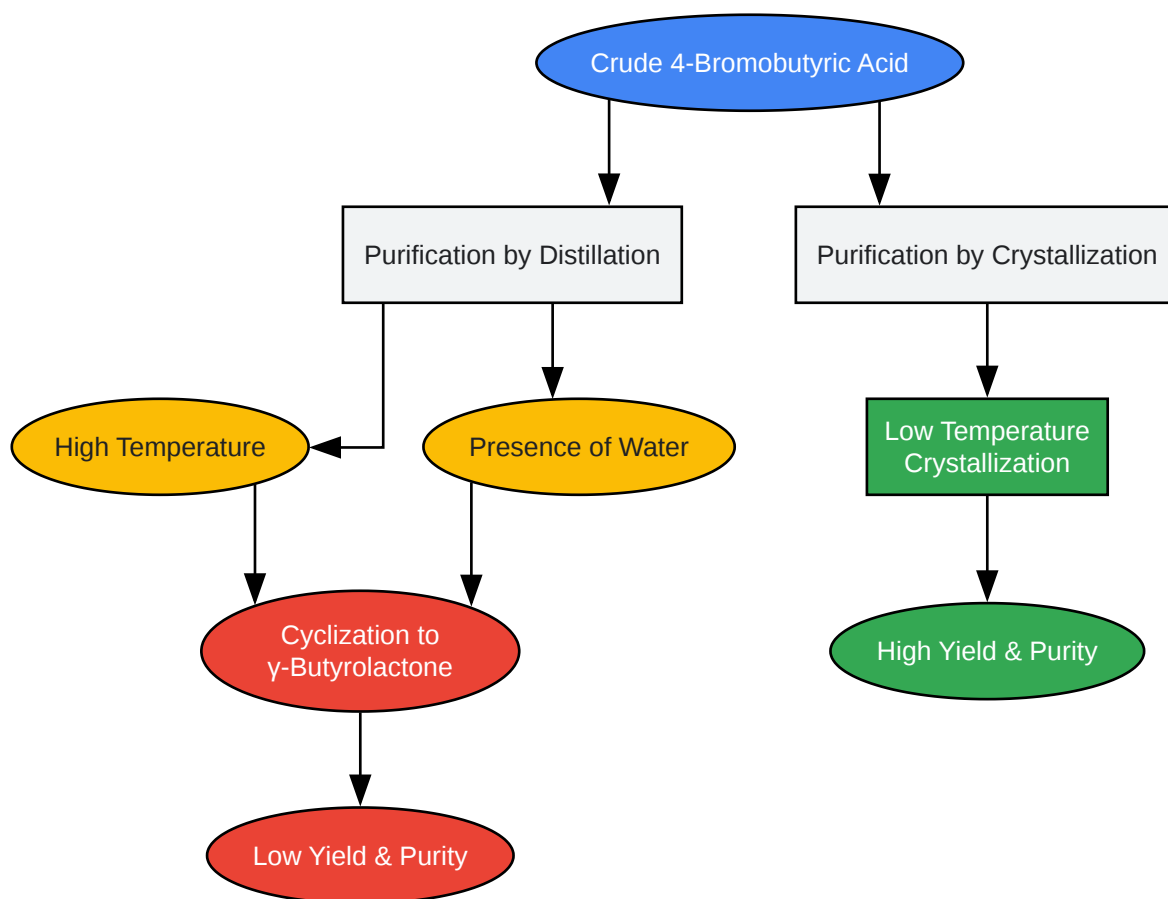 Crude 4-Bromobutyric Acid
Purification by Distillation
Purification by Crystallization
High Temperature
Presence of Water
Low Temperature
Crystallization
Cyclization to
γ-Butyrolactone
High Yield & Purity
Low Yield & Purity